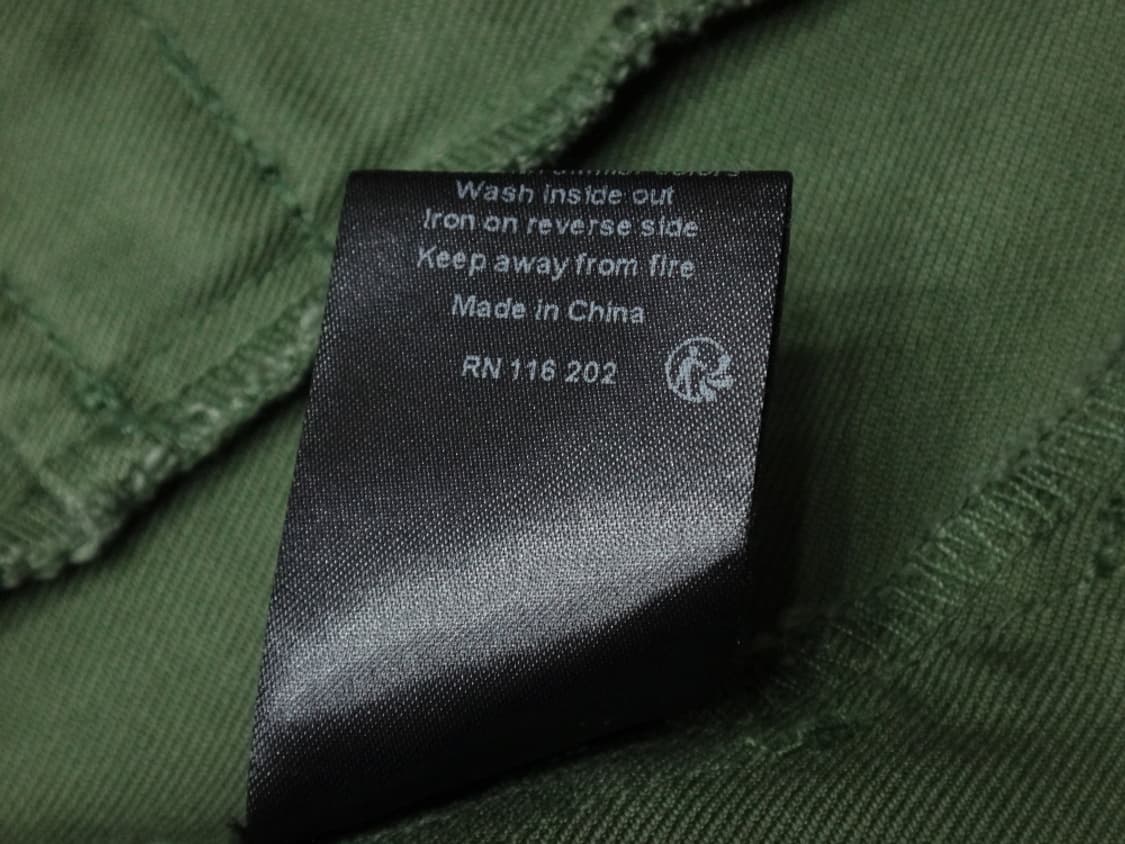 Wash inside out
Iron on reverse side
Keep away from fire
Made in China
RN 116 202